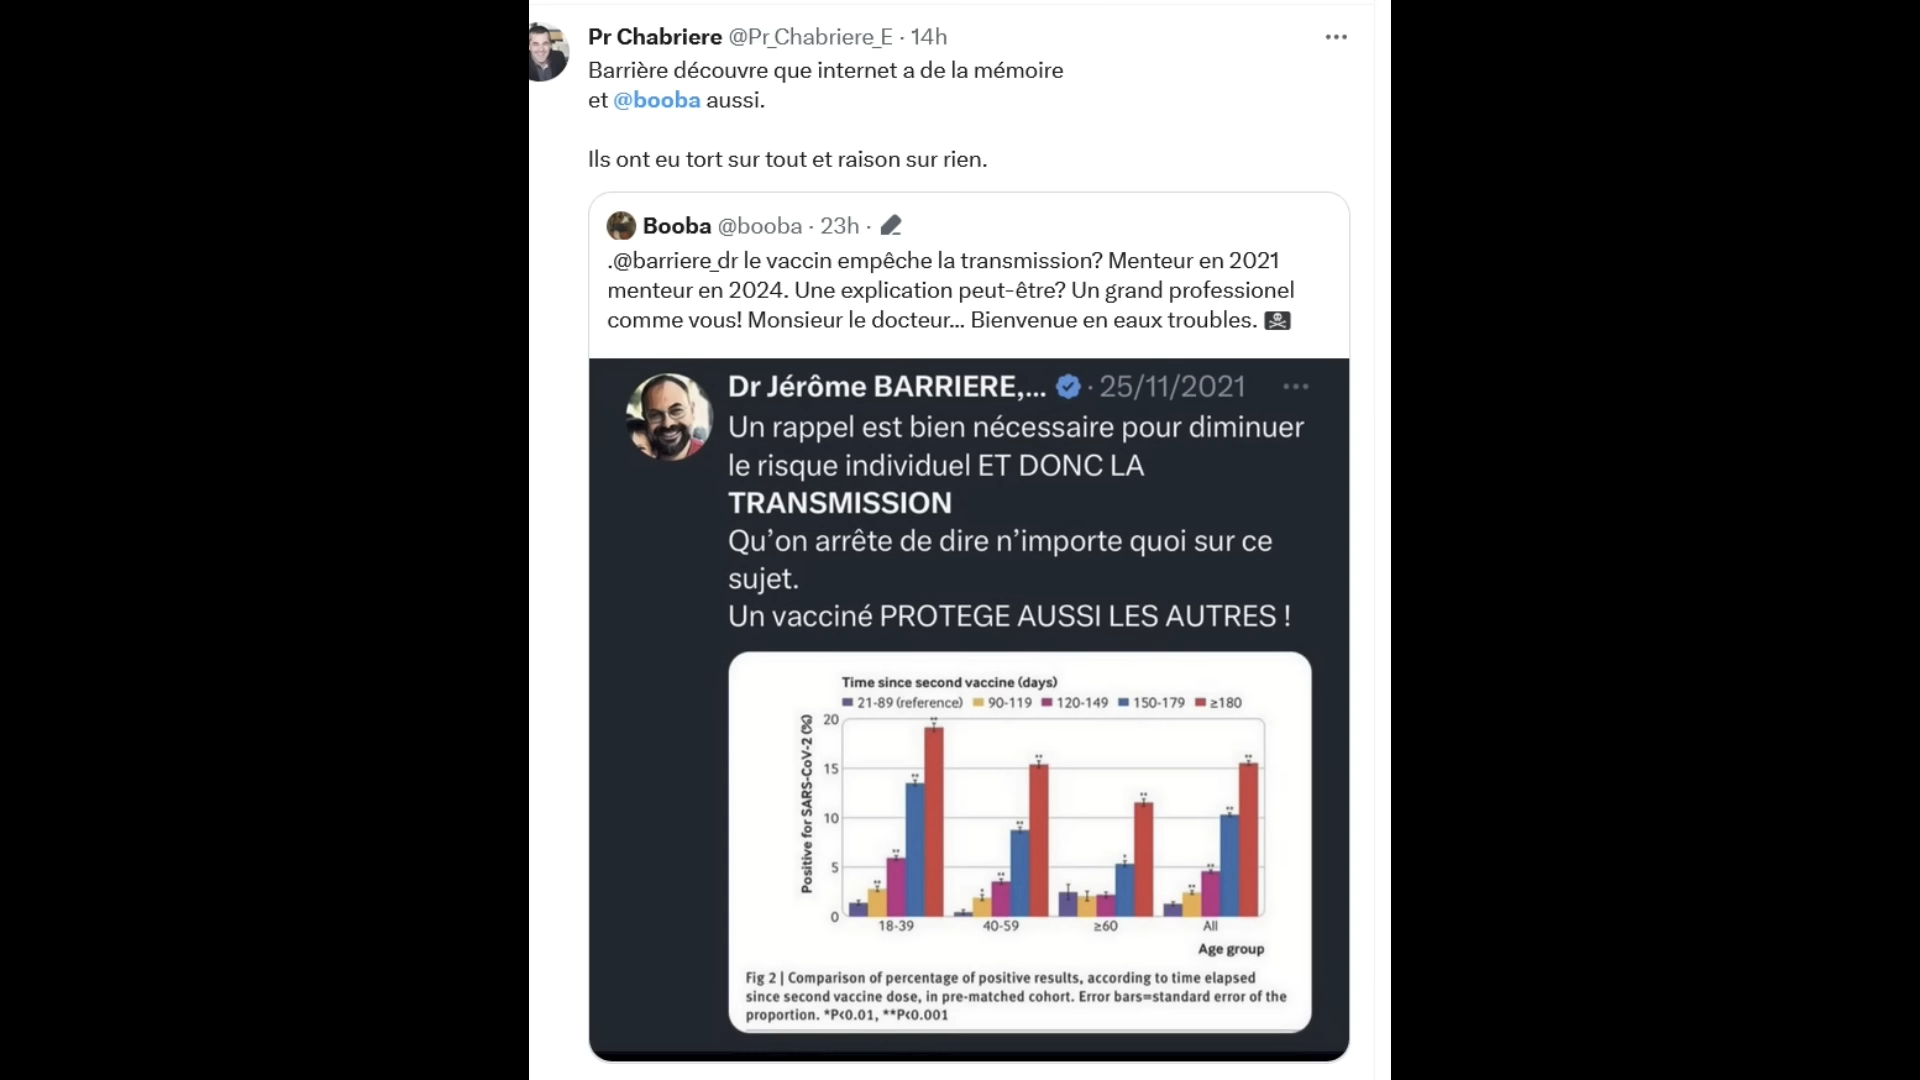 Pr Chabriere @Pr_Chabriere_E · 14h
Barrière découvre que internet a de la mémoire
et @booba aussi.
Ils ont eu tort sur tout et raison sur rien.
Booba @booba · 23h ·
.@barriere_dr le vaccin empêche la transmission? Menteur en 2021
menteur en 2024. Une explication peut-être? Un grand professionel
comme vous! Monsieur le docteur... Bienvenue en eaux troubles.
Dr Jérôme BARRIERE,... · 25/11/2021
Un rappel est bien nécessaire pour diminuer
le risque individuel ET DONC LA
TRANSMISSION
Qu’on arrête de dire n’importe quoi sur ce
sujet.
Un vacciné PROTEGE AUSSI LES AUTRES !
Time since second vaccine (days)
21-89 (reference) 90-119 120-149 150-179 ≥180
Positive for SARS-CoV-2 (%)
20
15
10
5
0
18-39 40-59 ≥60 All
Age group
Fig 2 | Comparison of percentage of positive results, according to time elapsed
since second vaccine dose, in pre-matched cohort. Error bars=standard error of the
proportion. *P<0.01, **P<0.001